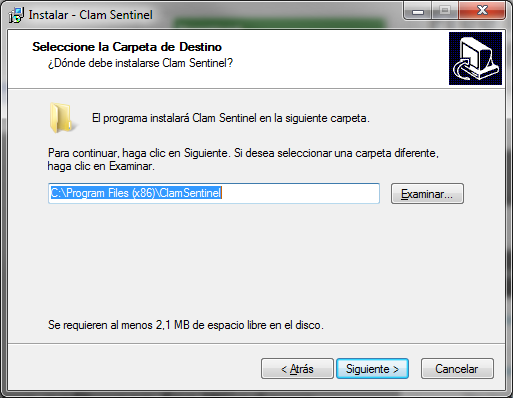 Instalar - Clam Sentinel
Seleccione la Carpeta de Destino
¿Dónde debe instalarse Clam Sentinel?
El programa instalará Clam Sentinel en la siguiente carpeta.
Para continuar, haga clic en Siguiente. Si desea seleccionar una carpeta diferente,
haga clic en Examinar.
C:\Program Files (x86)\ClamSentinel
Examinar...
Se requieren al menos 2,1 MB de espacio libre en el disco.
< Atrás
Siguiente >
Cancelar